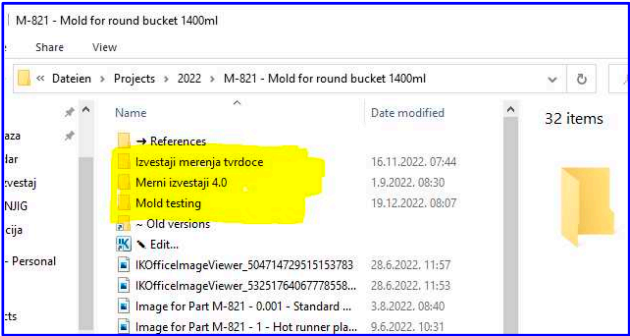 M-821 - Mold for round bucket 1400ml
Share View
« Dateien > Projects > 2022 > M-821 - Mold for round bucket 1400ml
Name Date modified
32 items
→ References
Izvestaji merenja tvrdoce 16.11.2022. 07:44
Merni izvestaji 4.0 1.9.2022. 08:30
Mold testing 19.12.2022. 08:07
~ Old versions
Edit...
IKOfficeImageViewer_504714729515153783 28.6.2022. 11:57
IKOfficeImageViewer_53251764067778558... 28.6.2022. 11:53
Image for Part M-821 - 0.001 - Standard ... 3.8.2022. 08:40
Image for Part M-821 - 1 - Hot runner pla... 9.6.2022. 10:31
aza
dar
zvestaj
NJIG
cija
- Personal
cts